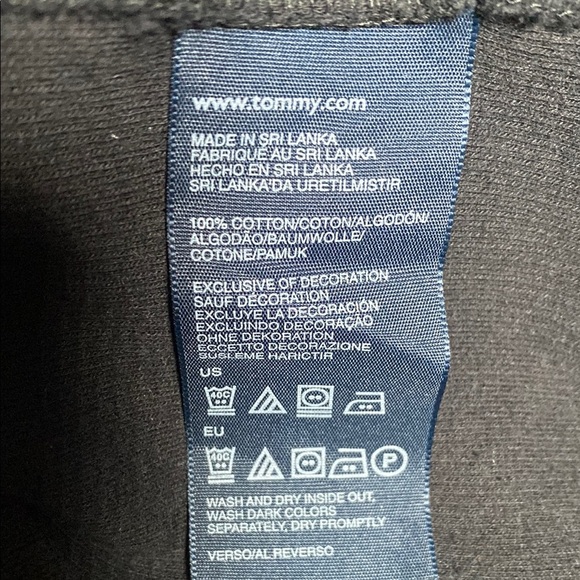 www.tommy.com
MADE IN SRI LANKA
FABRIQUÉ AU SRI LANKA
HECHO EN SRI LANKA
SRI LANKA'DA URETILMISTIR
100% COTTON/COTON/ALGODÓN/
ALGODÃO/BAUMWOLLE/
COTONE/PAMUK
EXCLUSIVE OF DECORATION
SAUF DÉCORATION
EXCLUYE LA DECORACIÓN
EXCLUINDO DECORAÇÃO
OHNE DEKORATION
ECCETTO DECORAZIONE
SUSLEME HARICTIR
US
40C
EU
40C P
WASH AND DRY INSIDE OUT,
WASH DARK COLORS
SEPARATELY, DRY PROMPTLY
VERSO/AL REVERSO